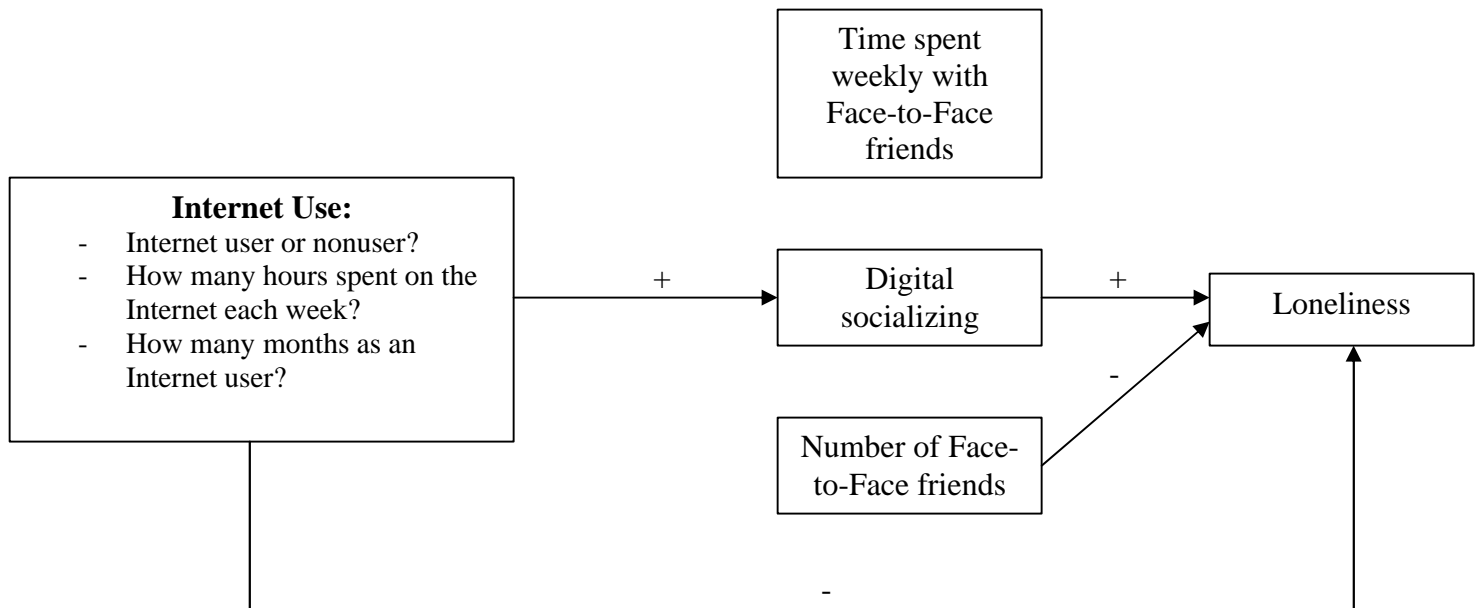 Time spent
weekly with
Face-to-Face
friends
Internet Use:
- Internet user or nonuser?
- How many hours spent on the
Internet each week?
- How many months as an
Internet user?
+
Digital
socializing
+
Loneliness
-
Number of Face-
to-Face friends
-